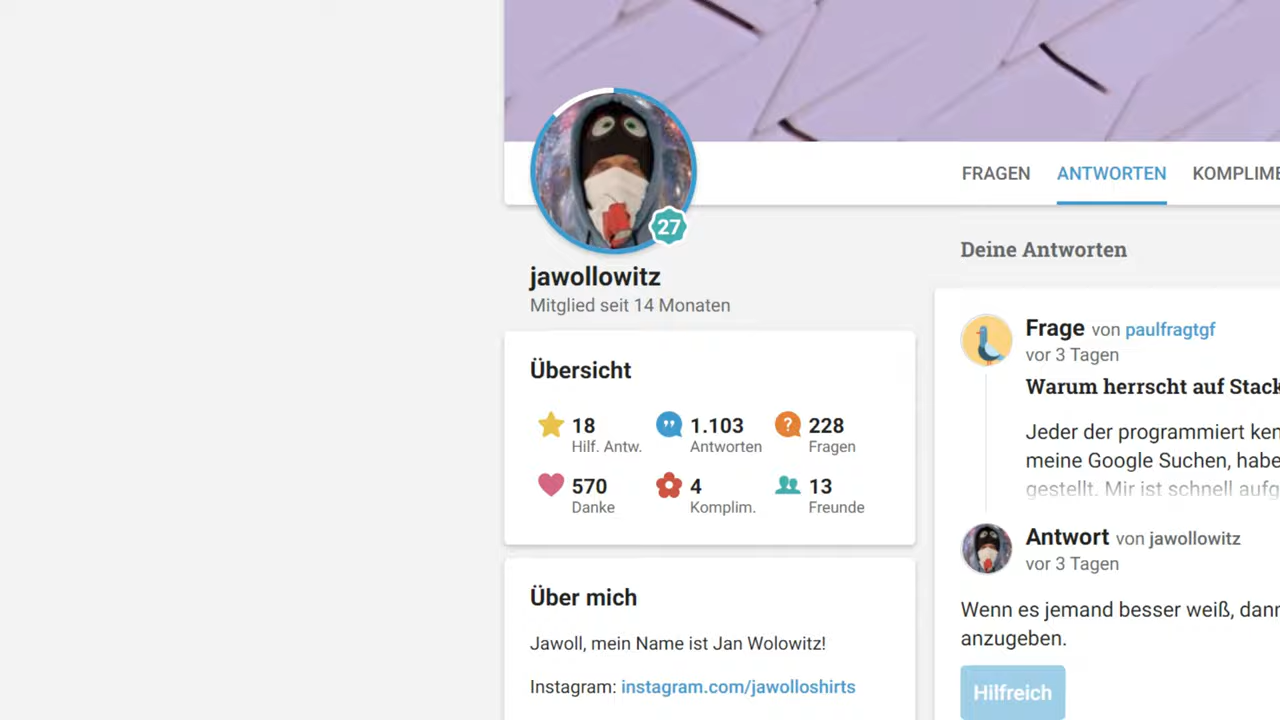 FRAGEN ANTWORTEN KOMPLIME
27
jawollowitz
Mitglied seit 14 Monaten
Übersicht
18 1.103 228
Hilf. Antw. Antworten Fragen
570 4 13
Danke Komplim. Freunde
Über mich
Jawoll, mein Name ist Jan Wolowitz!
Instagram: instagram.com/jawolloshirts
Deine Antworten
Frage von paulfragtgf
vor 3 Tagen
Warum herrscht auf Stack
Jeder der programmiert ken
meine Google Suchen, habe
gestellt. Mir ist schnell aufg
Antwort von jawollowitz
vor 3 Tagen
Wenn es jemand besser weiß, dann
anzugeben.
Hilfreich